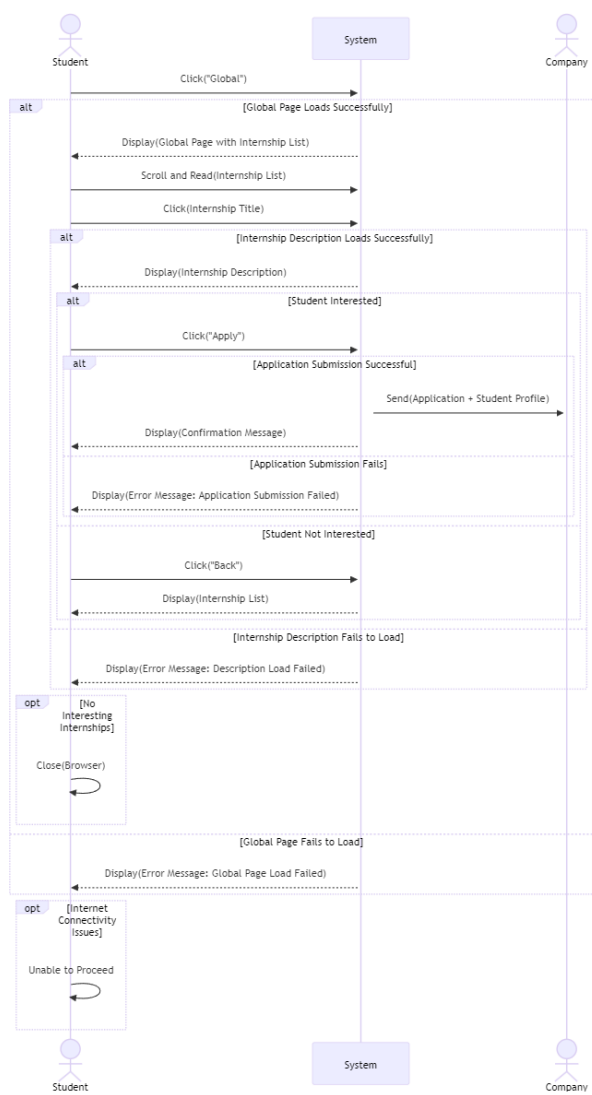 System
Student
Company
Click("Global")
alt
[Global Page Loads Successfully]
Display(Global Page with Internship List)
Scroll and Read(Internship List)
Click(Internship Title)
alt
[Internship Description Loads Successfully]
Display(Internship Description)
alt
[Student Interested]
Click("Apply")
alt
[Application Submission Successful]
Send(Application + Student Profile)
Display(Confirmation Message)
[Application Submission Fails]
Display(Error Message: Application Submission Failed)
[Student Not Interested]
Click("Back")
Display(Internship List)
[Internship Description Fails to Load]
Display(Error Message: Description Load Failed)
opt
[No
Interesting
Internships]
Close(Browser)
[Global Page Fails to Load]
Display(Error Message: Global Page Load Failed)
opt
[Internet
Connectivity
Issues]
Unable to Proceed
System
Student
Company